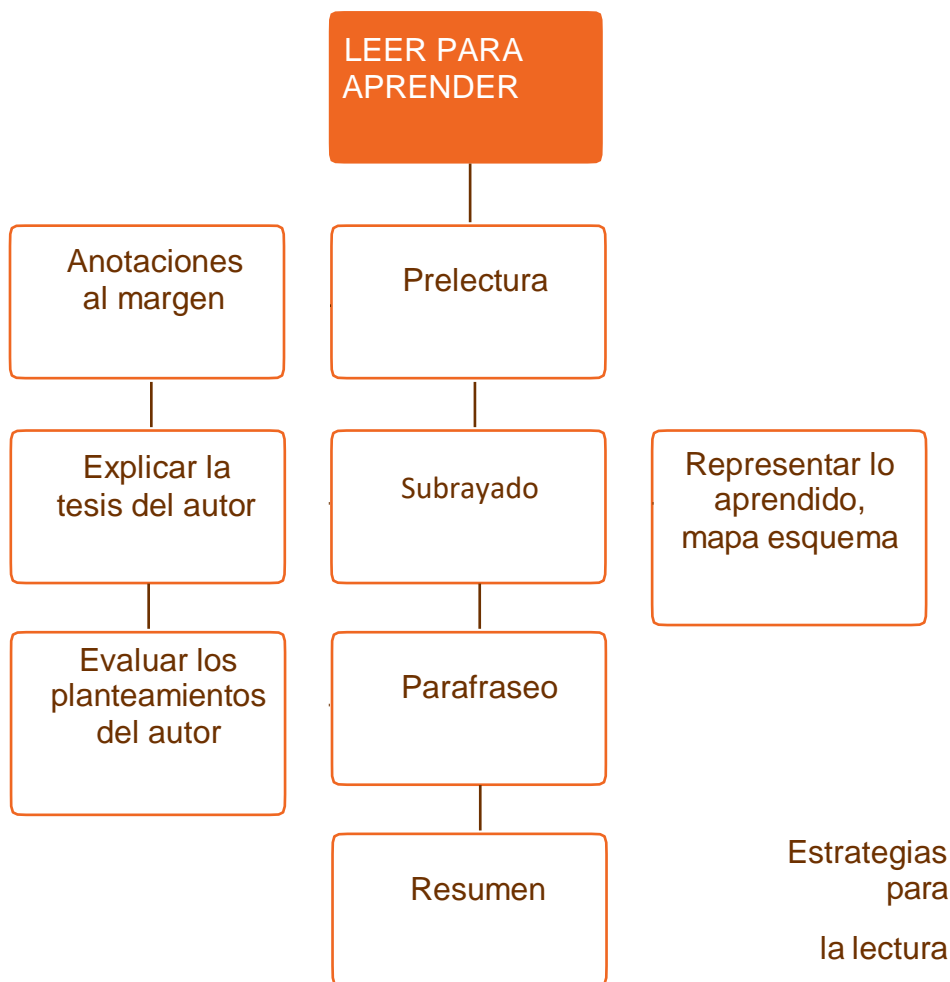 LEER PARA
APRENDER
Anotaciones
al margen
Prelectura
Explicar la
tesis del autor
Subrayado
Representar lo
aprendido,
mapa esquema
Evaluar los
planteamientos
del autor
Parafraseo
Resumen
Estrategias
para
la lectura